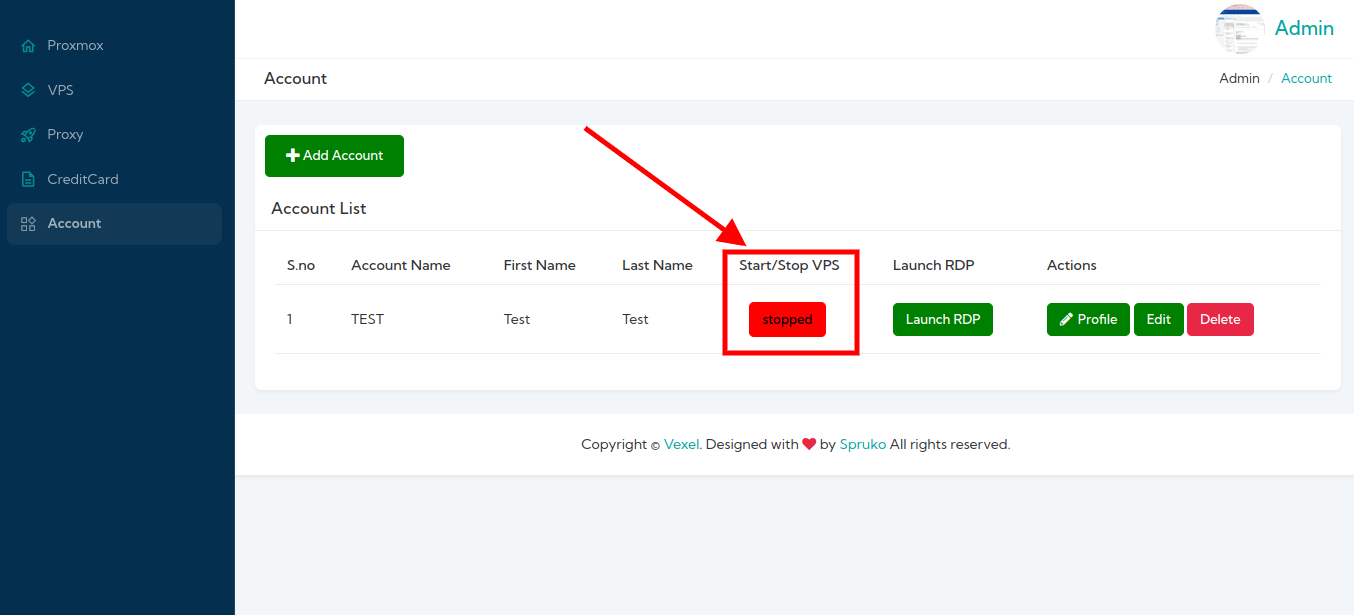 Admin
Proxmox
VPS
Proxy
CreditCard
Account
Account
Admin / Account
Add Account
Account List
S.no Account Name First Name Last Name Start/Stop VPS Launch RDP Actions
1 TEST Test Test stopped Launch RDP Profile Edit Delete
Copyright © Vexel. Designed with by Spruko All rights reserved.